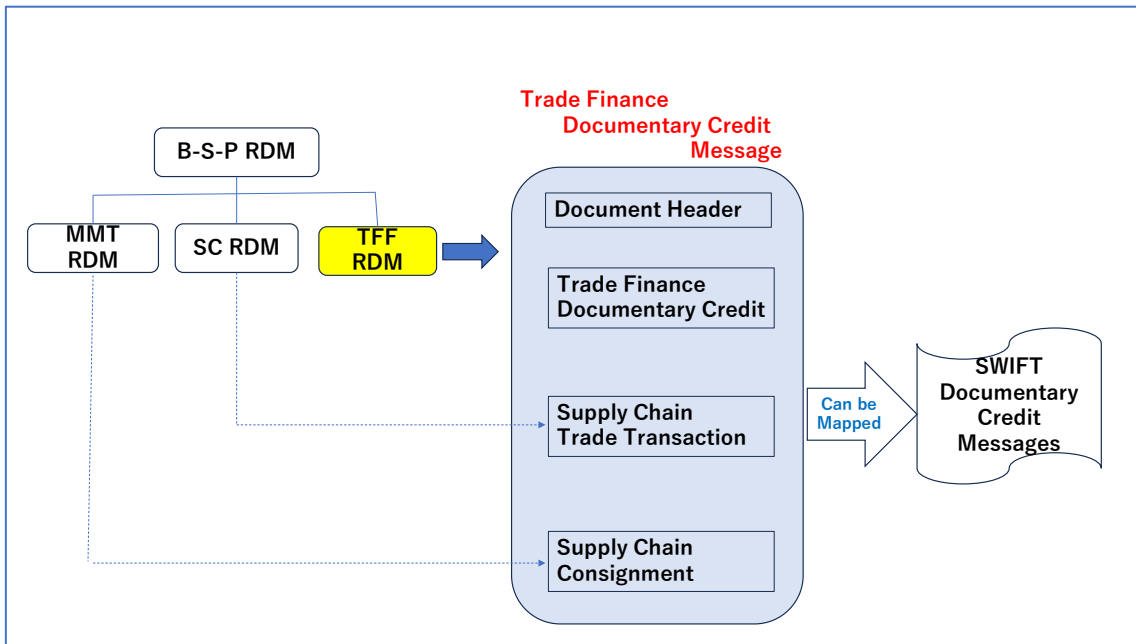 Trade Finance
Documentary Credit
Message
B-S-P RDM
MMT
RDM
SC RDM
TFF
RDM
Document Header
Trade Finance
Documentary Credit
Supply Chain
Trade Transaction
Supply Chain
Consignment
Can be
Mapped
SWIFT
Documentary
Credit
Messages